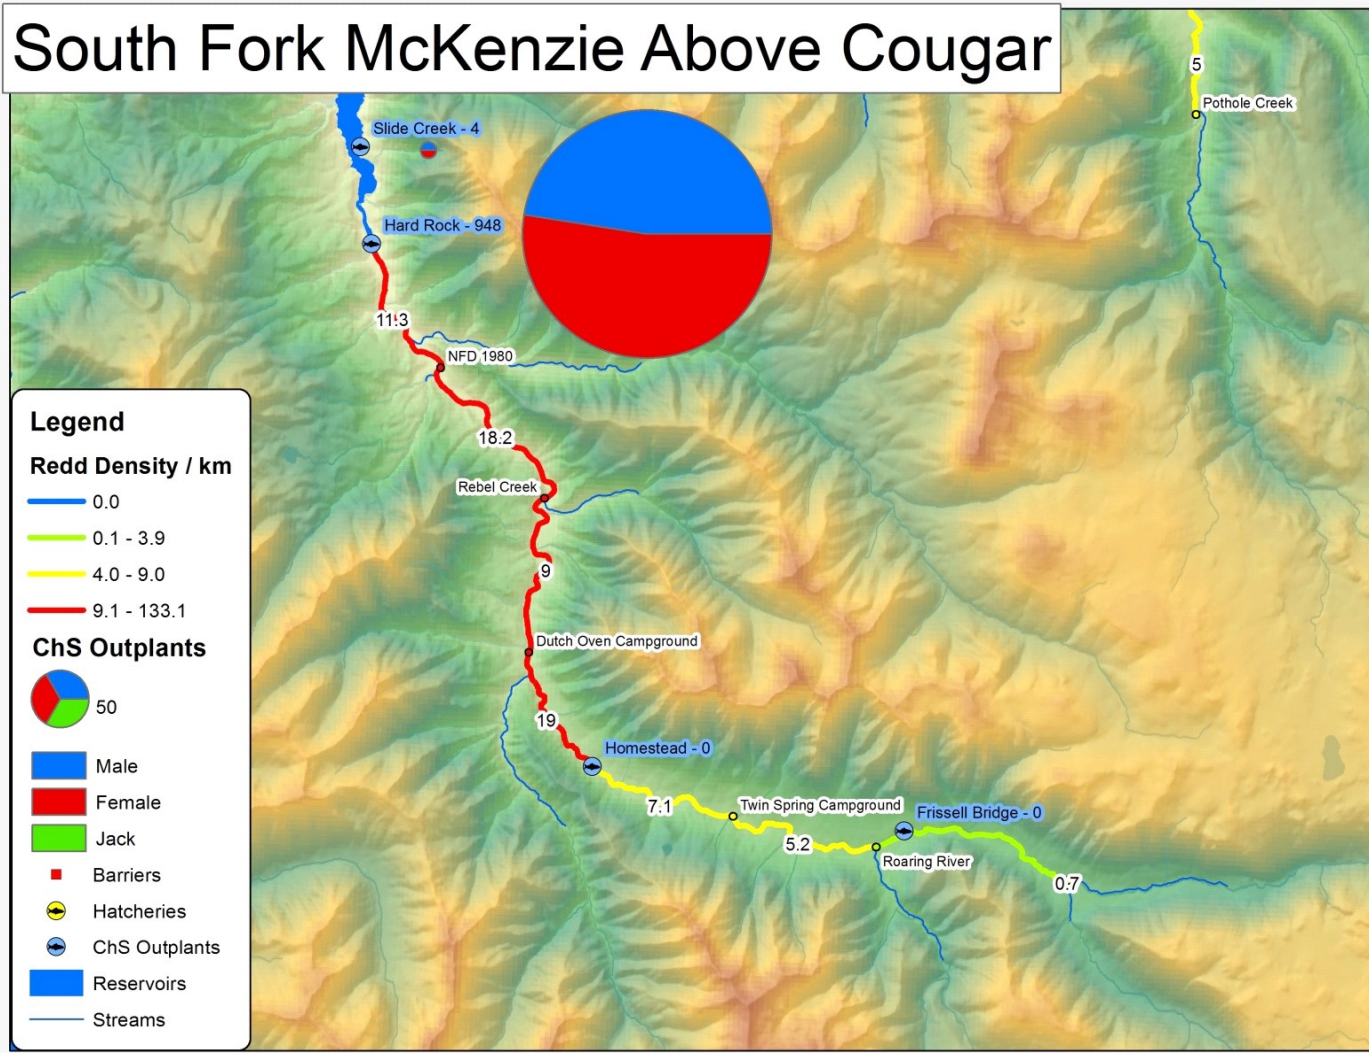 South Fork McKenzie Above Cougar
5
Pothole Creek
Slide Creek - 4
Hard Rock - 948
11.3
NFD 1980
18.2
Rebel Creek
9
Dutch Oven Campground
19
Homestead - 0
7.1
Twin Spring Campground
5.2
Frissell Bridge - 0
Roaring River
0.7
Legend
Redd Density / km
0.0
0.1 - 3.9
4.0 - 9.0
9.1 - 133.1
ChS Outplants
50
Male
Female
Jack
Barriers
Hatcheries
ChS Outplants
Reservoirs
Streams